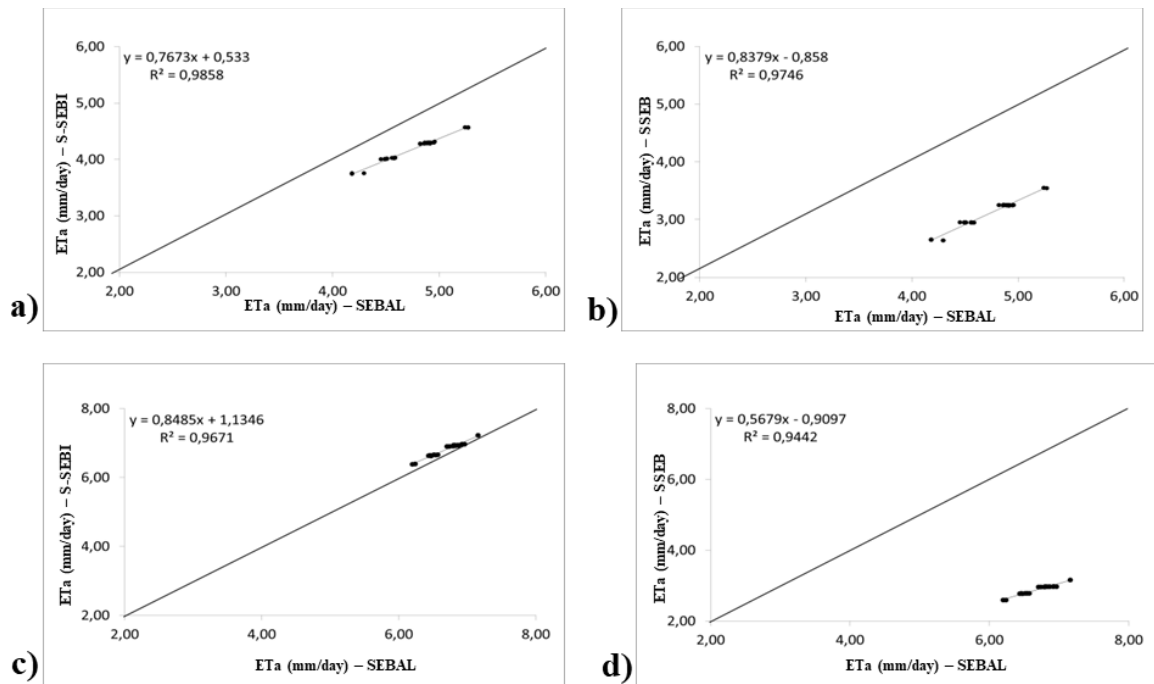 6,00
y = 0,7673x + 0,533
R² = 0,9858
5,00
4,00
3,00
2,00
ETa (mm/day) – S-SEBI
2,00 3,00 4,00 5,00 6,00
ETa (mm/day) – SEBAL
a)
6,00
y = 0,8379x - 0,858
R² = 0,9746
5,00
4,00
3,00
2,00
ETa (mm/day) – SSEB
2,00 3,00 4,00 5,00 6,00
ETa (mm/day) – SEBAL
b)
8,00
y = 0,8485x + 1,1346
R² = 0,9671
6,00
4,00
2,00
ETa (mm/day) – S-SEBI
2,00 4,00 6,00 8,00
ETa (mm/day) – SEBAL
c)
8,00
y = 0,5679x - 0,9097
R² = 0,9442
6,00
4,00
2,00
ETa (mm/day) – SSEB
2,00 4,00 6,00 8,00
ETa (mm/day) – SEBAL
d)